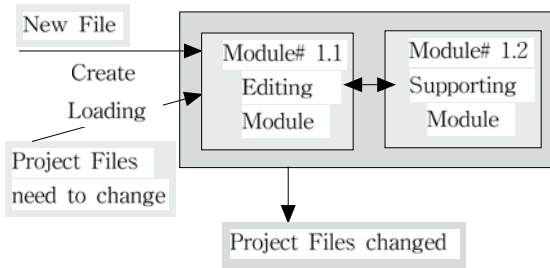 New File
Create
Loading
Project Files
need to change
Module# 1.1
Editing
Module
Module# 1.2
Supporting
Module
Project Files changed